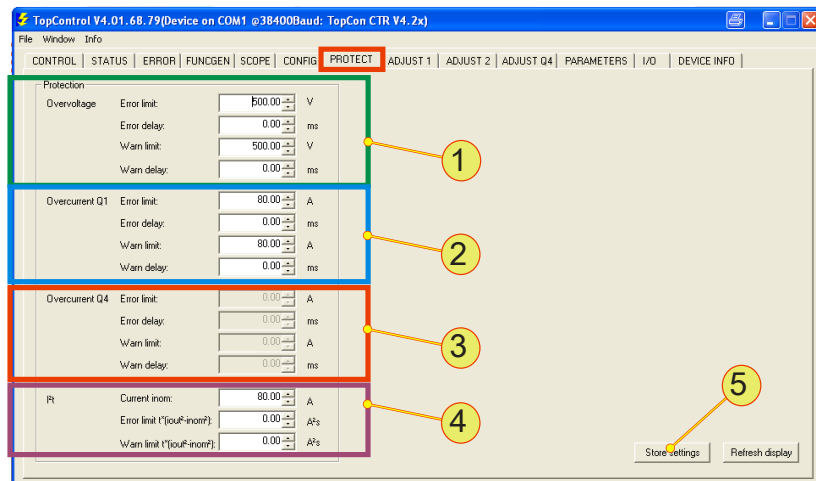 TopControl V4.01.68.79(Device on COM1 @38400Baud: TopCon CTR V4.2x)
File Window Info
CONTROL STATUS ERROR FUNCGEN SCOPE CONFIG PROTECT ADJUST 1 ADJUST 2 ADJUST Q4 PARAMETERS I/O DEVICE INFO
Protection
Overvoltage Error limit: 500.00 V
Error delay: 0.00 ms
Warn limit: 500.00 V
Warn delay: 0.00 ms
1
Overcurrent Q1 Error limit: 80.00 A
Error delay: 0.00 ms
Warn limit: 80.00 A
Warn delay: 0.00 ms
2
Overcurrent Q4 Error limit: 0.00 A
Error delay: 0.00 ms
Warn limit: 0.00 A
Warn delay: 0.00 ms
3
I²t Current inom: 80.00 A
Error limit t*(iout²-inom²): 0.00 A²s
Warn limit t*(iout²-inom²): 0.00 A²s
4
5
Store settings Refresh display